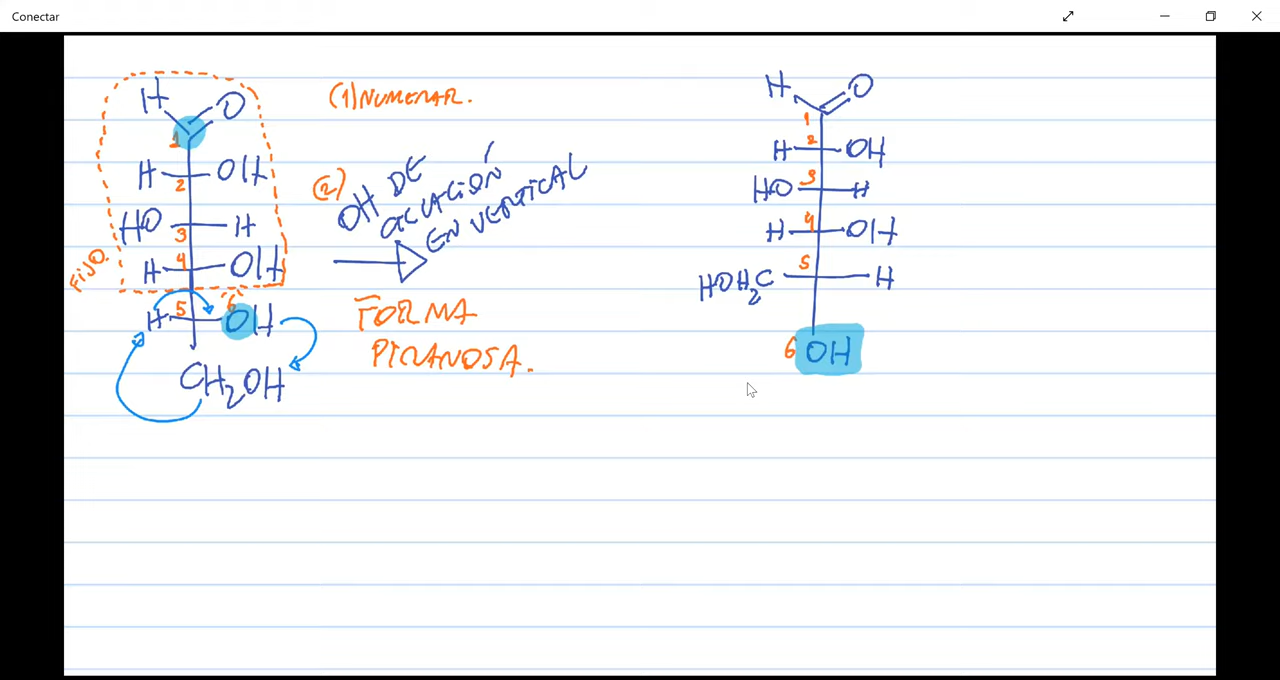 Conectar
H O
1
H OH
2
HO H
3
4
H OH
FIJO.
5 6
H OH
CH2OH
(1) NUMERAR.
(2)
OH DE
ACLACIÓN
EN VERTICAL
FORMA
PIRANOSA.
H O
1
2
H OH
3
HO H
4
H OH
5
HOH2C H
6 OH